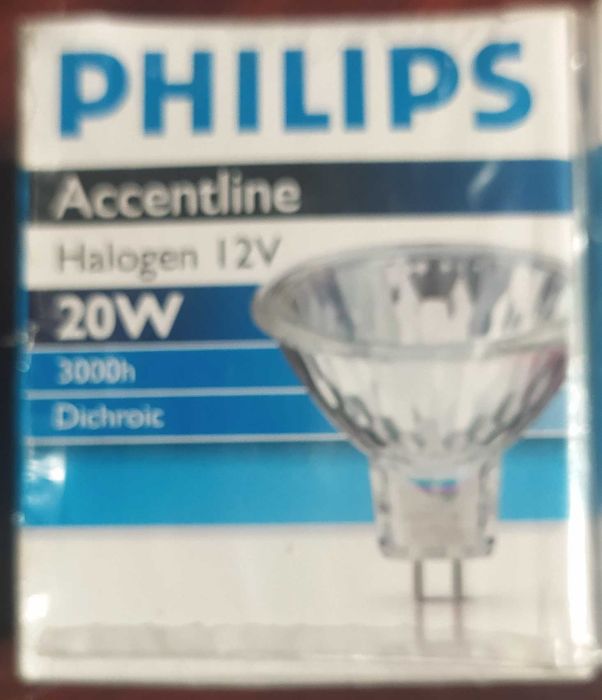 PHILIPS
Accentline
Halogen 12V
20W
3000h
Dichroic